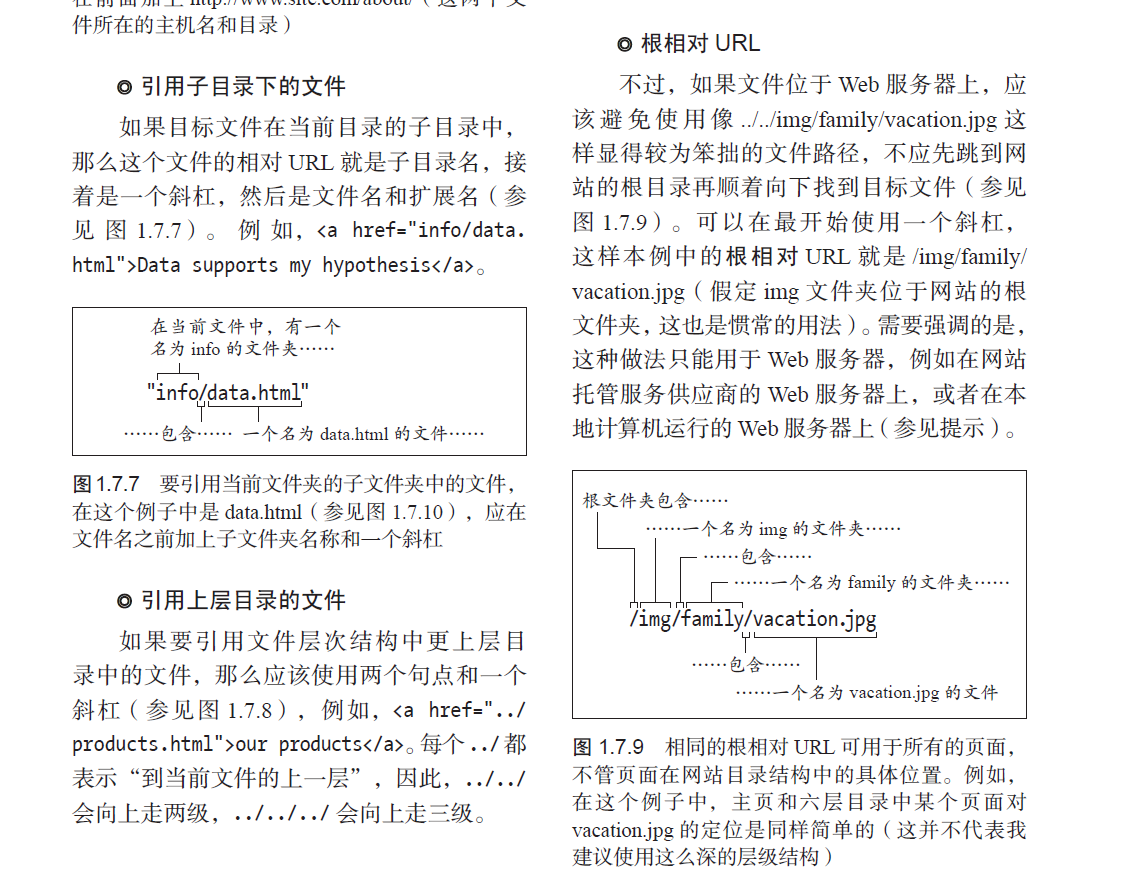 在前面加上 http://www.site.com/about/（这两个文
件所在的主机名和目录）
◎ 引用子目录下的文件
如果目标文件在当前目录的子目录中，
那么这个文件的相对 URL 就是子目录名，接
着是一个斜杠，然后是文件名和扩展名（参
见图 1.7.7）。例如，<a href="info/data.
html">Data supports my hypothesis</a>。
在当前文件中，有一个
名为 info 的文件夹……
"info/data.html"
……包含…… 一个名为 data.html 的文件……
图 1.7.7 要引用当前文件夹的子文件夹中的文件，
在这个例子中是 data.html（参见图 1.7.10），应在
文件名之前加上子文件夹名称和一个斜杠
◎ 引用上层目录的文件
如果要引用文件层次结构中更上层目
录中的文件，那么应该使用两个句点和一个
斜杠（参见图 1.7.8），例如，<a href="../
products.html">our products</a>。每个 ../ 都
表示“到当前文件的上一层”，因此，../../
会向上走两级，../../../ 会向上走三级。
◎ 根相对 URL
不过，如果文件位于 Web 服务器上，应
该避免使用像 ../../img/family/vacation.jpg 这
样显得较为笨拙的文件路径，不应先跳到网
站的根目录再顺着向下找到目标文件（参见
图 1.7.9）。可以在最开始使用一个斜杠，
这样本例中的根相对 URL 就是 /img/family/
vacation.jpg（假定 img 文件夹位于网站的根
文件夹，这也是惯常的用法）。需要强调的是，
这种做法只能用于 Web 服务器，例如在网站
托管服务供应商的 Web 服务器上，或者在本
地计算机运行的 Web 服务器上（参见提示）。
根文件夹包含……
……一个名为 img 的文件夹……
……包含……
……一个名为 family 的文件夹……
/img/family/vacation.jpg
……包含……
……一个名为 vacation.jpg 的文件
图 1.7.9 相同的根相对 URL 可用于所有的页面，
不管页面在网站目录结构中的具体位置。例如，
在这个例子中，主页和六层目录中某个页面对
vacation.jpg 的定位是同样简单的（这并不代表我
建议使用这么深的层级结构）